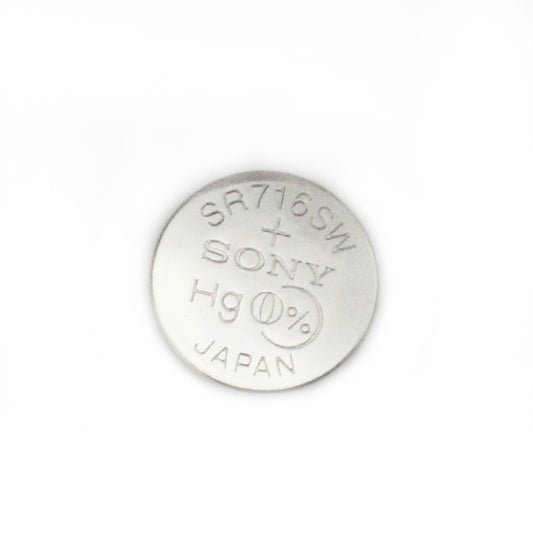 SR716SW
+
SONY
Hg 0%
JAPAN